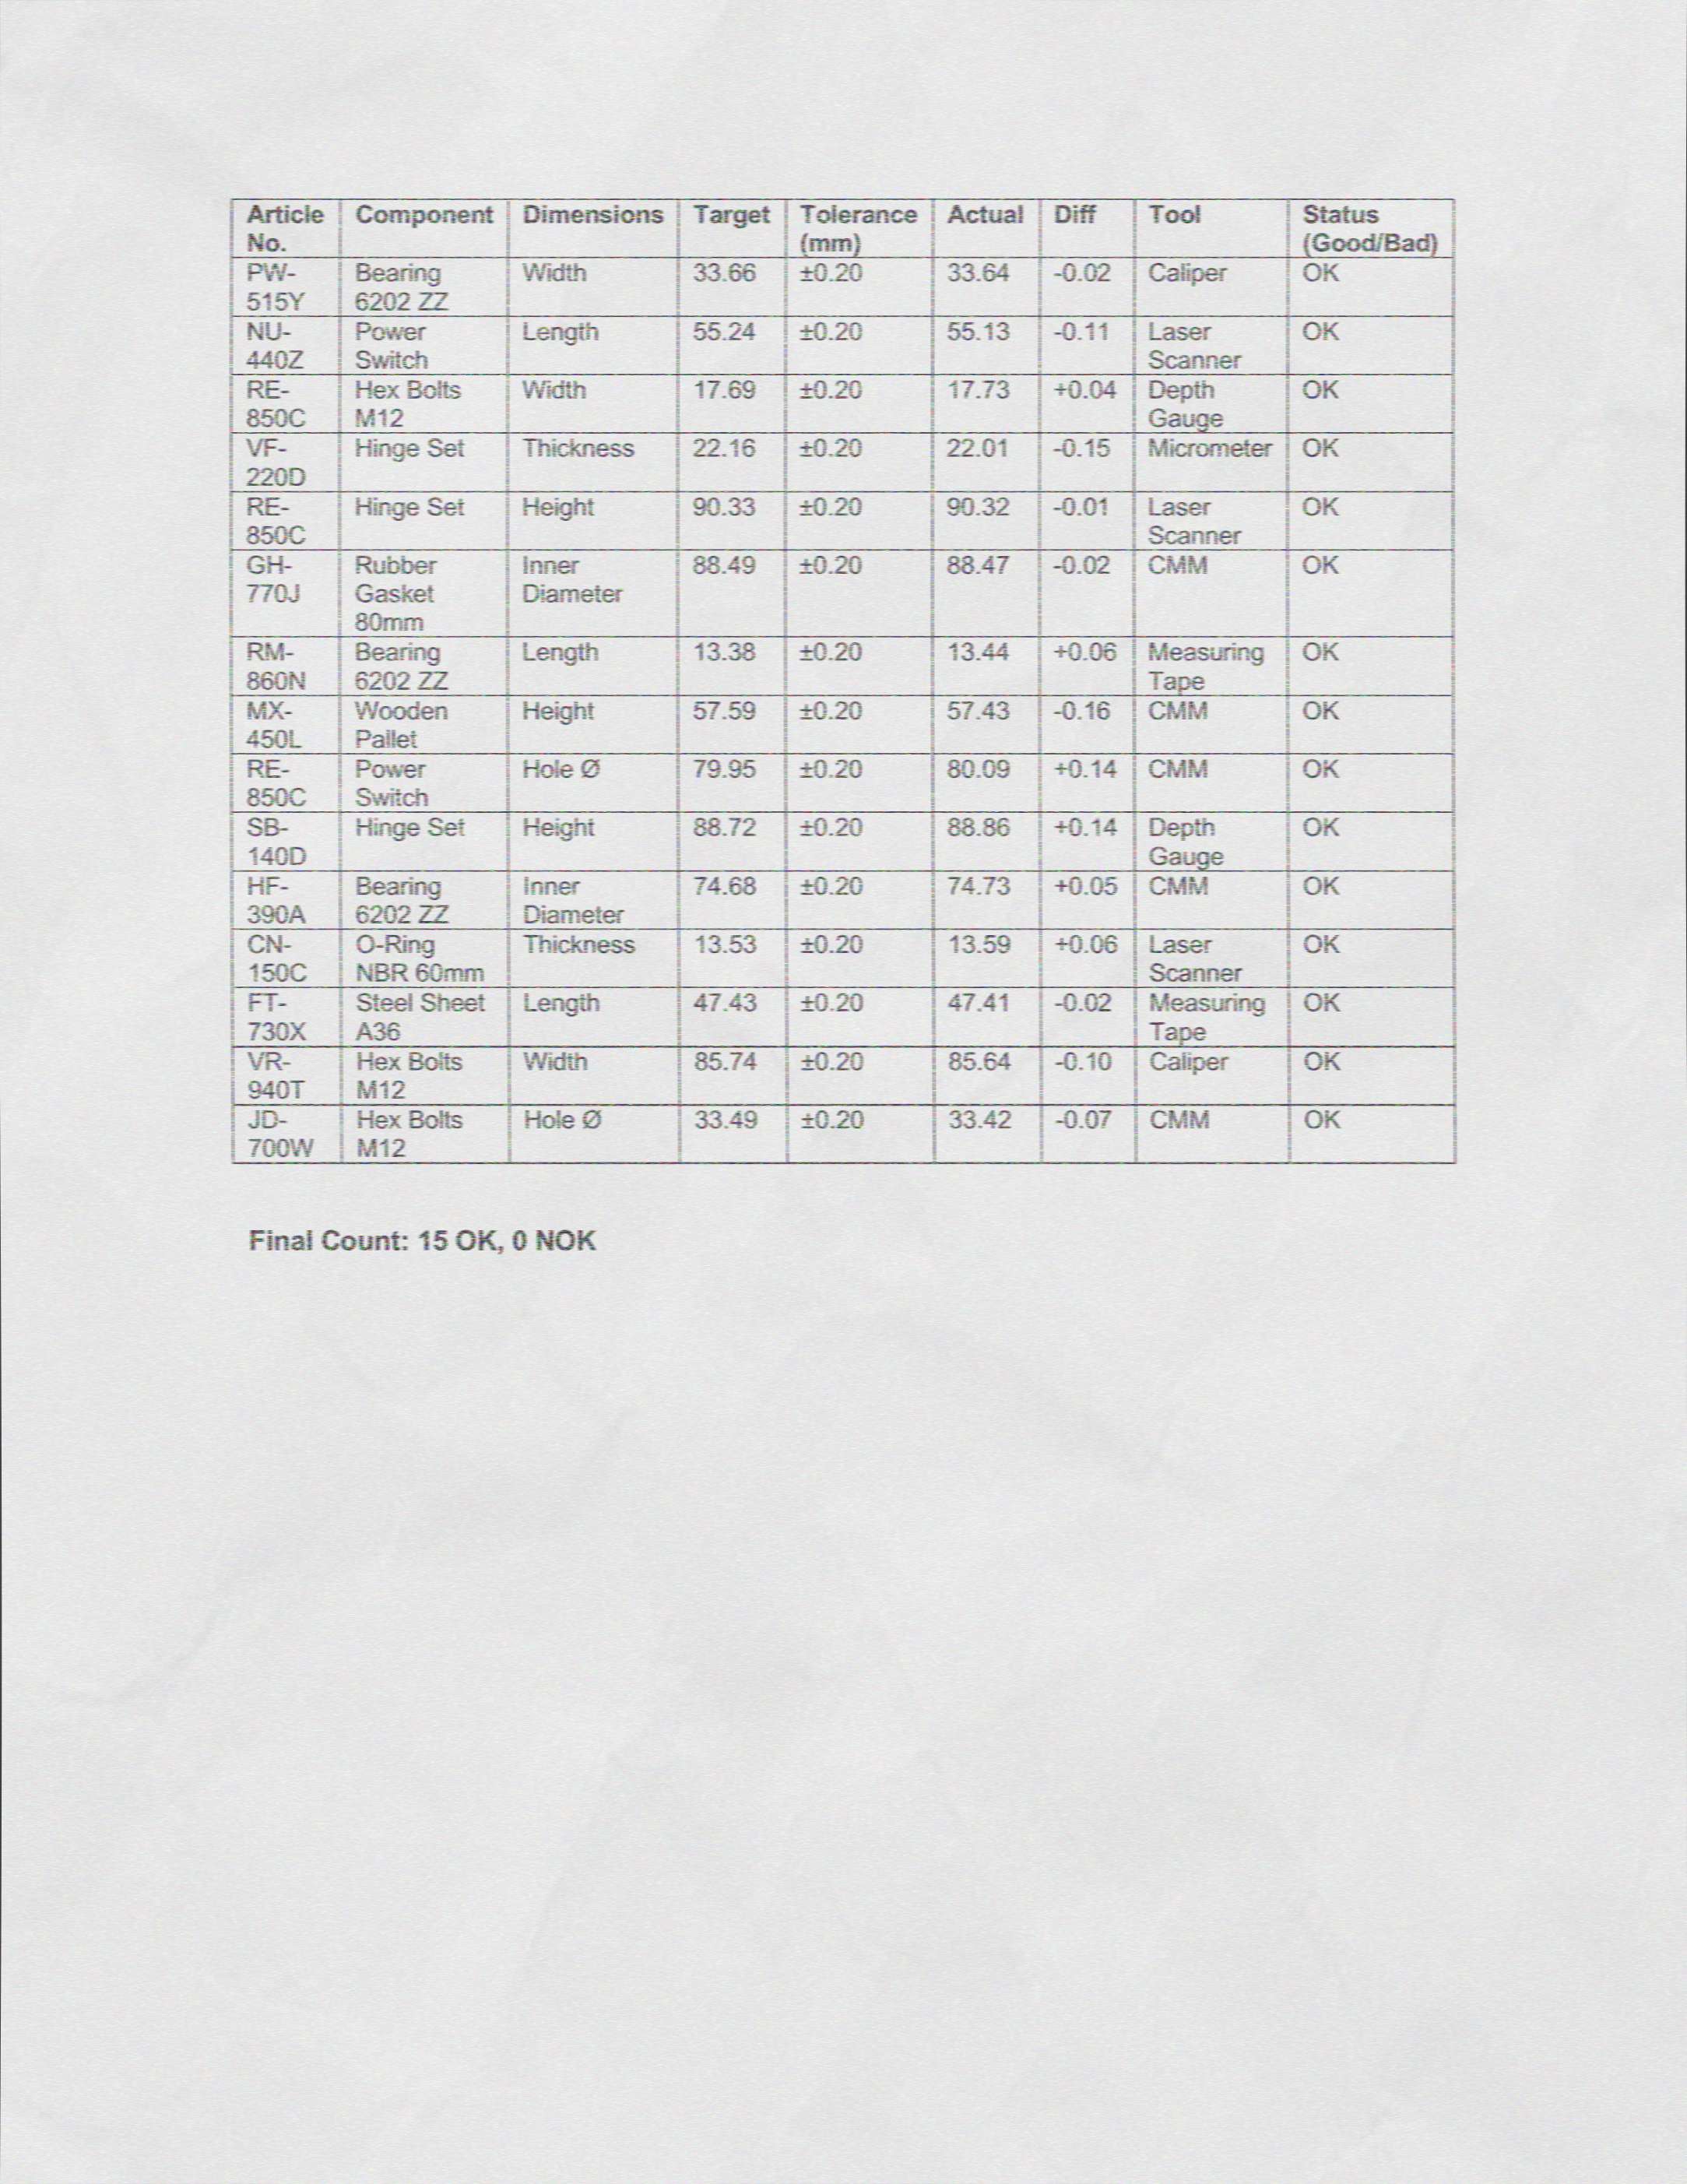 Article No. Component Dimensions Target Tolerance (mm) Actual Diff Tool Status (Good/Bad)
PW-515Y Bearing 6202 ZZ Width 33.66 ±0.20 33.64 -0.02 Caliper OK
NU-440Z Power Switch Length 55.24 ±0.20 55.13 -0.11 Laser Scanner OK
RE-850C Hex Bolts M12 Width 17.69 ±0.20 17.73 +0.04 Depth Gauge OK
VF-220D Hinge Set Thickness 22.16 ±0.20 22.01 -0.15 Micrometer OK
RE-850C Hinge Set Height 90.33 ±0.20 90.32 -0.01 Laser Scanner OK
GH-770J Rubber Gasket 80mm Inner Diameter 88.49 ±0.20 88.47 -0.02 CMM OK
RM-860N Bearing 6202 ZZ Length 13.38 ±0.20 13.44 +0.06 Measuring Tape OK
MX-450L Wooden Pallet Height 57.59 ±0.20 57.43 -0.16 CMM OK
RE-850C Power Switch Hole Ø 79.95 ±0.20 80.09 +0.14 CMM OK
SB-140D Hinge Set Height 88.72 ±0.20 88.86 +0.14 Depth Gauge OK
HF-390A Bearing 6202 ZZ Inner Diameter 74.68 ±0.20 74.73 +0.05 CMM OK
CN-150C O-Ring NBR 60mm Thickness 13.53 ±0.20 13.59 +0.06 Laser Scanner OK
FT-730X Steel Sheet A36 Length 47.43 ±0.20 47.41 -0.02 Measuring Tape OK
VR-940T Hex Bolts M12 Width 85.74 ±0.20 85.64 -0.10 Caliper OK
JD-700W Hex Bolts M12 Hole Ø 33.49 ±0.20 33.42 -0.07 CMM OK
Final Count: 15 OK, 0 NOK